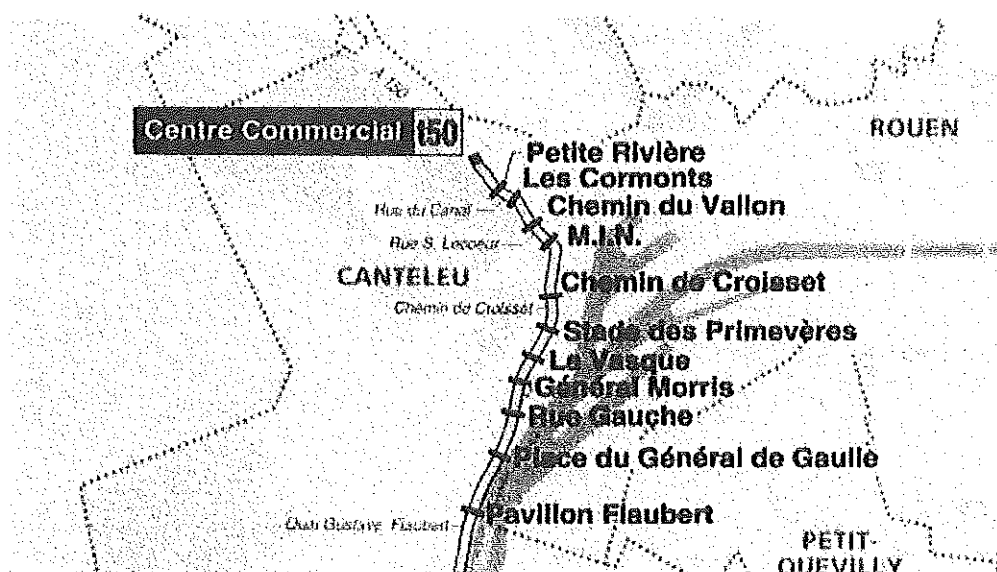 ROUEN
Centre Commercial t50
Petite Rivière
Les Cormonts
Rue du Canal
Chemin du Vallon
Rue S. Lecoeur
M.I.N.
CANTELEU
Chemin de Croisset
Chemin de Croisset
Stade des Primevères
La Vasque
Général Morris
Rue Gauche
Place du Général de Gaulle
Quai Gustave Flaubert
Pavillon Flaubert
PETIT-
QUEVILLY